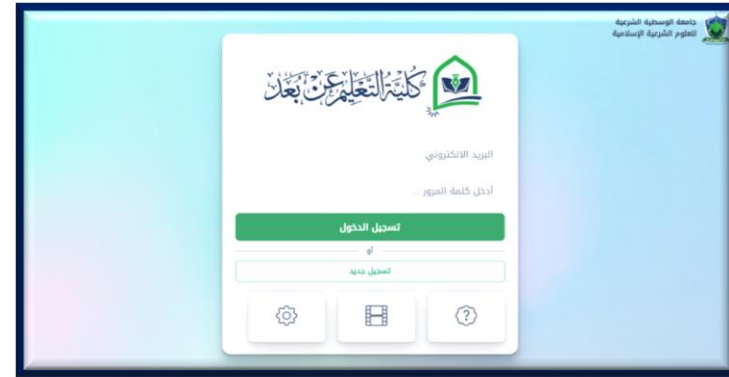 جامعة الوسطية الشرعية
للعلوم الشرعية الإسلامية
كلية التعليم عن بعد
البريد الالكتروني
أدخل كلمة المرور ...
تسجيل الدخول
أو
تسجيل جديد